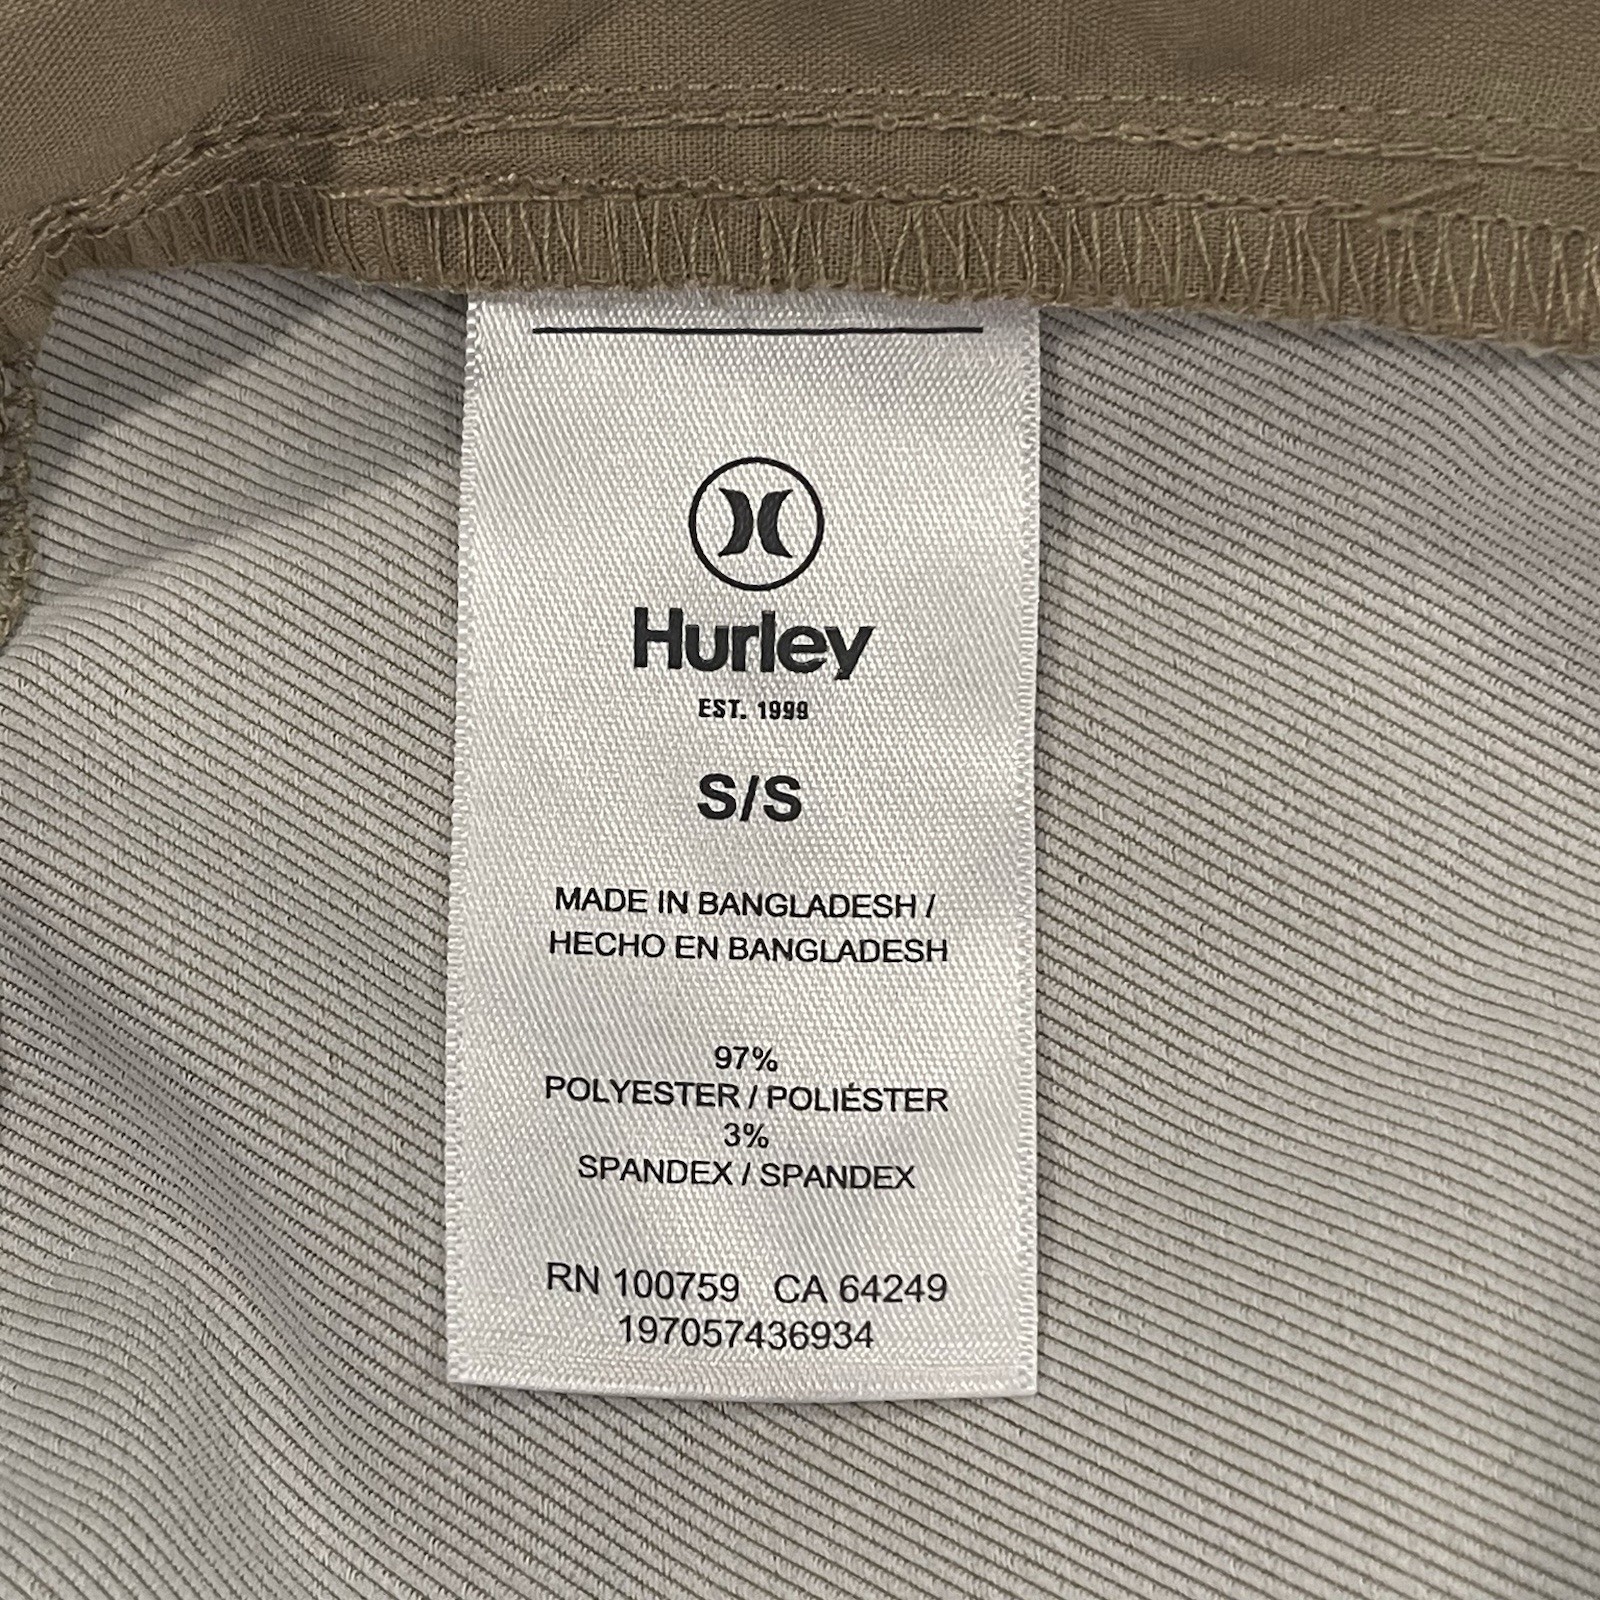 Hurley
EST. 1999
S/S
MADE IN BANGLADESH /
HECHO EN BANGLADESH
97%
POLYESTER / POLIÉSTER
3%
SPANDEX / SPANDEX
RN 100759 CA 64249
197057436934